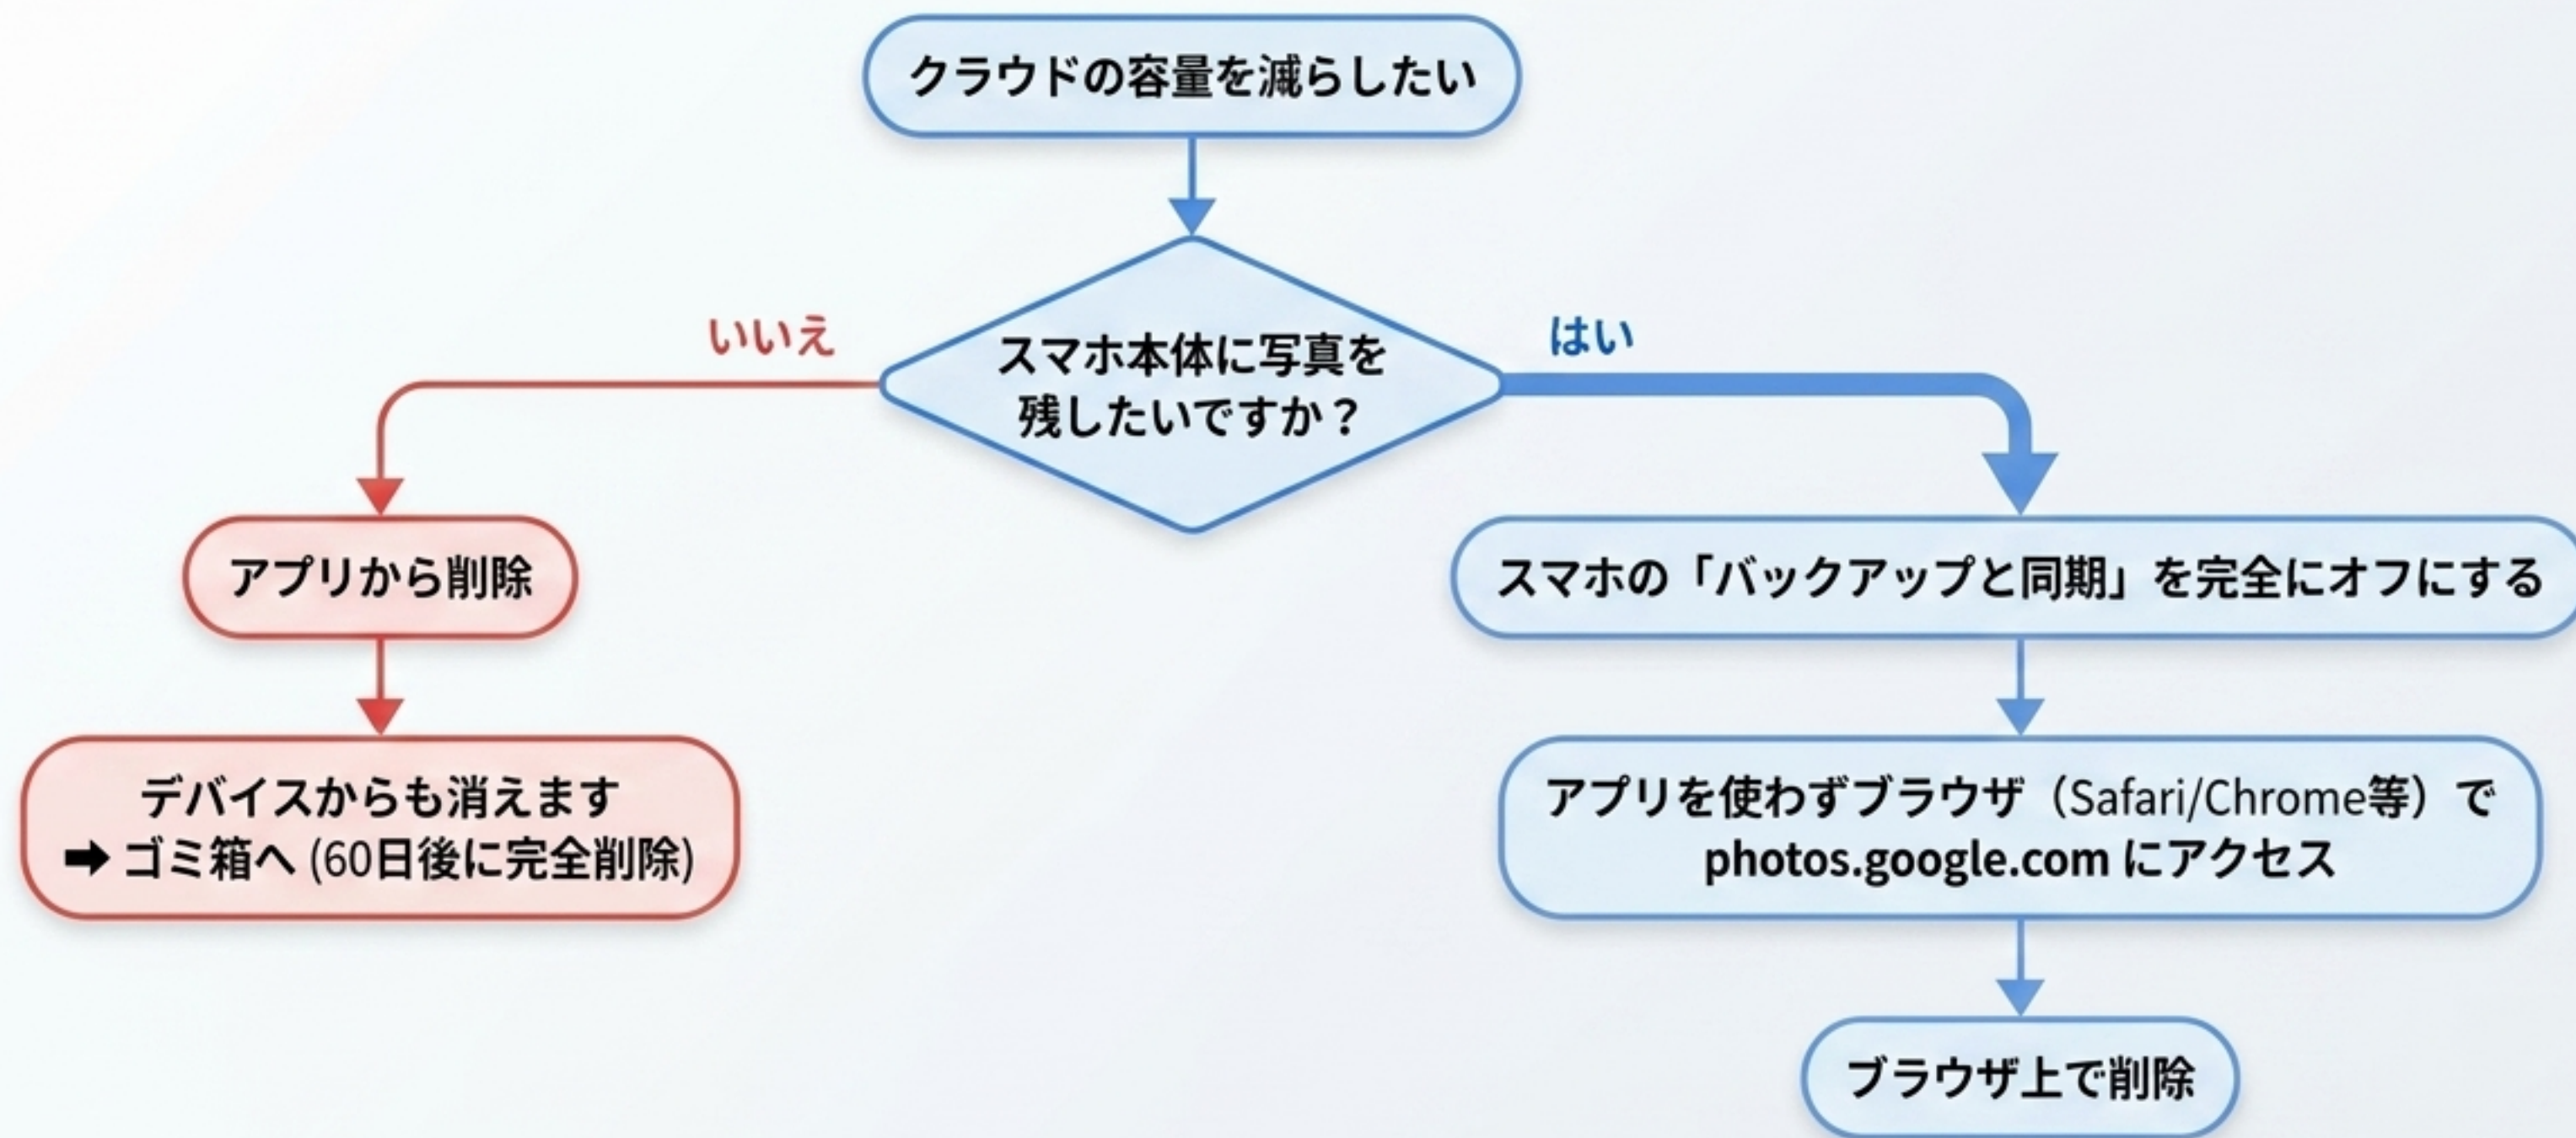 クラウドの容量を減らしたい
スマホ本体に写真を
残したいですか？
いいえ
はい
アプリから削除
デバイスからも消えます
➡ ゴミ箱へ (60日後に完全削除)
スマホの「バックアップと同期」を完全にオフにする
アプリを使わずブラウザ（Safari/Chrome等）で
photos.google.com にアクセス
ブラウザ上で削除